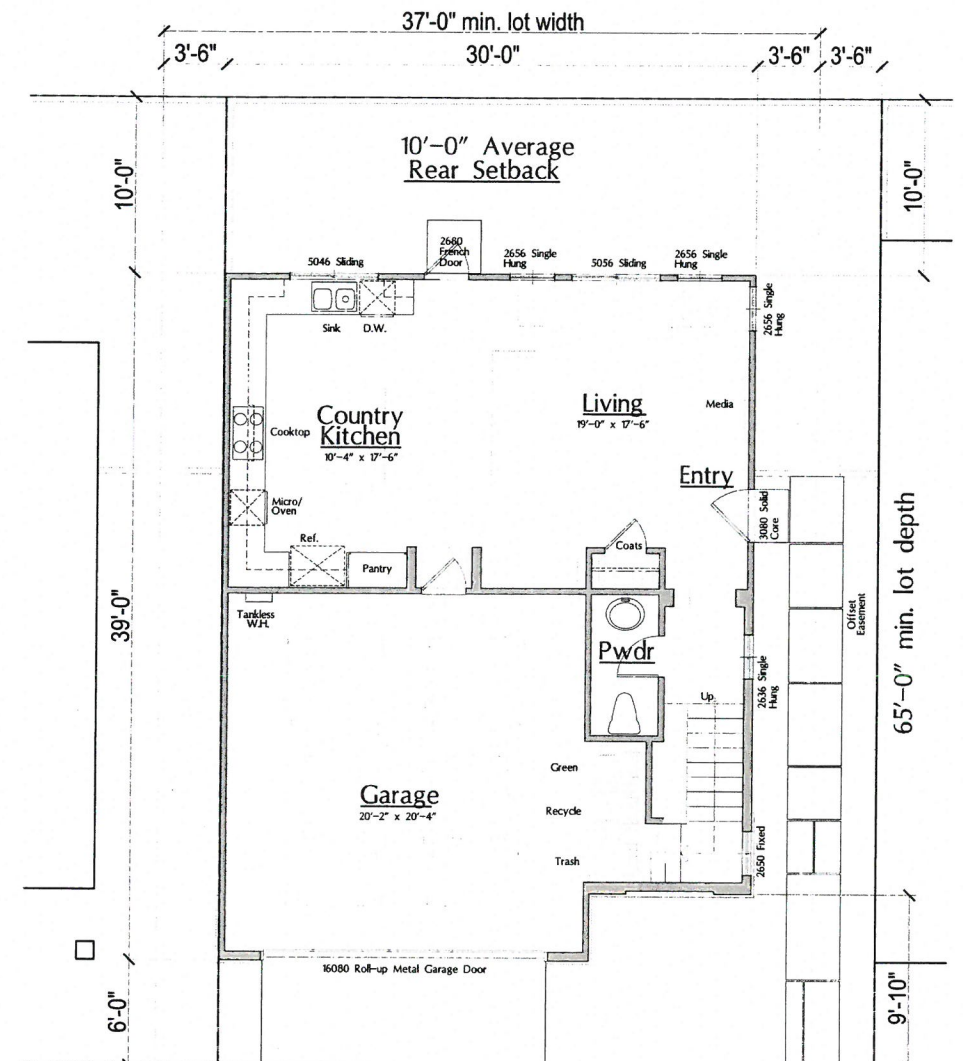 37'-0" min. lot width
3'-6"
30'-0"
3'-6"
3'-6"
10'-0" Average
Rear Setback
10'-0"
10'-0"
5046 Sliding
2680
French
Door
2656 Single
Hung
5056 Sliding
2656 Single
Hung
2656 Single
Hung
Sink
D.W.
Cooktop
Country
Kitchen
10'-4" x 17'-6"
Living
19'-0" x 17'-6"
Media
Entry
3080 Solid
Core
Micro/
Oven
Ref.
Pantry
Coats
Tankless
W.H.
39'-0"
Offset
Easement
65'-0" min. lot depth
Pwdr
2636 Single
Hung
Up
Green
Garage
20'-2" x 20'-4"
Recycle
Trash
2650 Fixed
16080 Roll-up Metal Garage Door
6'-0"
9'-10"